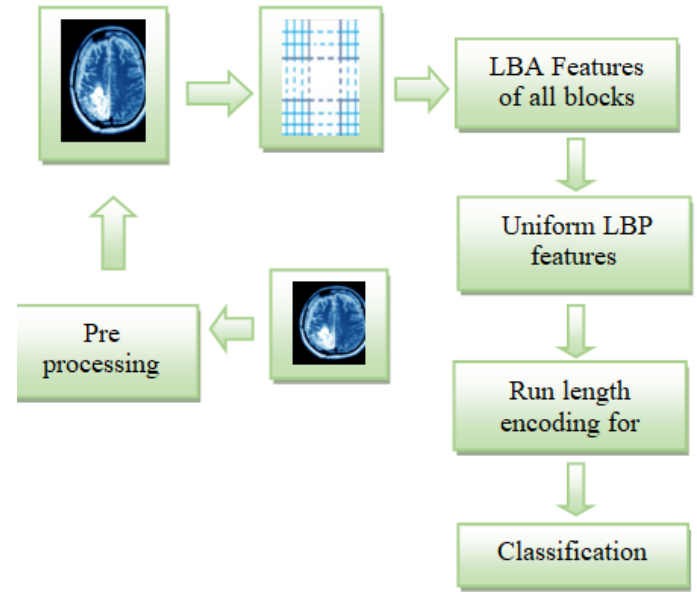 LBA Features
of all blocks
Uniform LBP
features
Pre
processing
Run length
encoding for
Classification